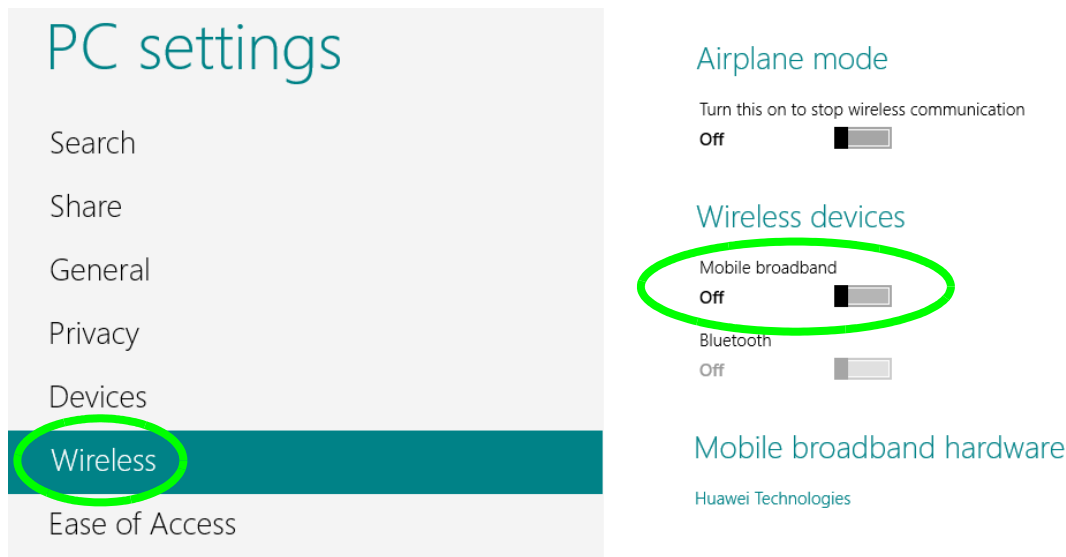 PC settings
Search
Share
General
Privacy
Devices
Wireless
Ease of Access
Airplane mode
Turn this on to stop wireless communication
Off
Wireless devices
Mobile broadband
Off
Bluetooth
Off
Mobile broadband hardware
Huawei Technologies